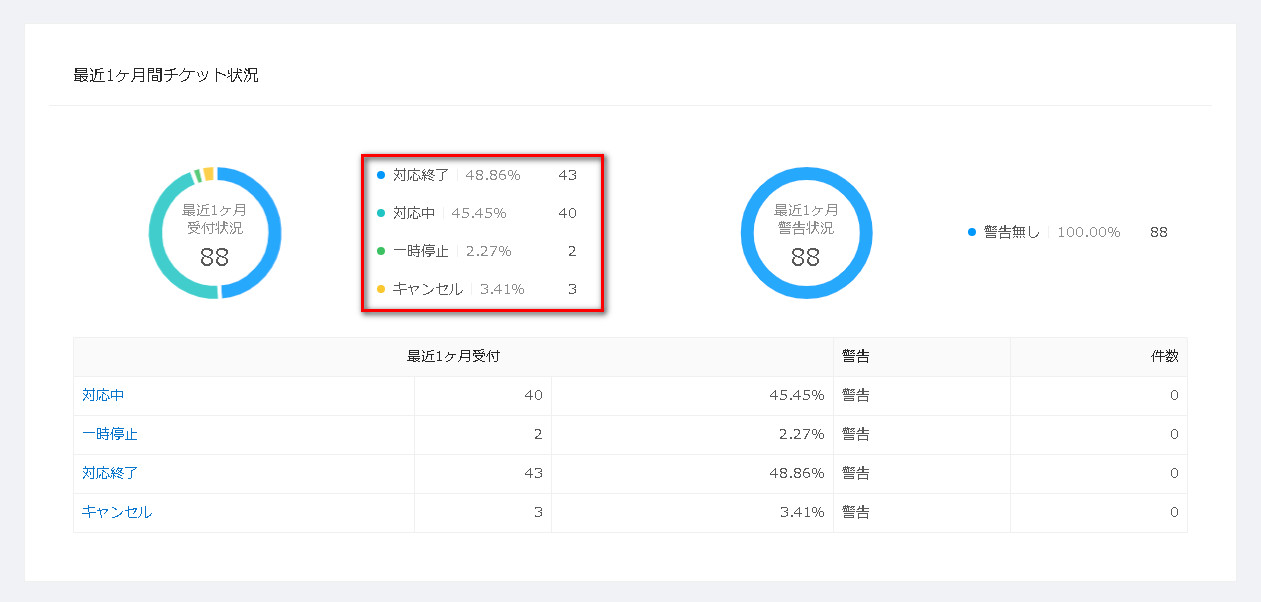 最近1ヶ月間チケット状況
最近1ヶ月
受付状況
88
対応終了 48.86% 43
対応中 45.45% 40
一時停止 2.27% 2
キャンセル 3.41% 3
最近1ヶ月
警告状況
88
警告無し 100.00% 88
最近1ヶ月受付 警告 件数
対応中 40 45.45% 警告 0
一時停止 2 2.27% 警告 0
対応終了 43 48.86% 警告 0
キャンセル 3 3.41% 警告 0